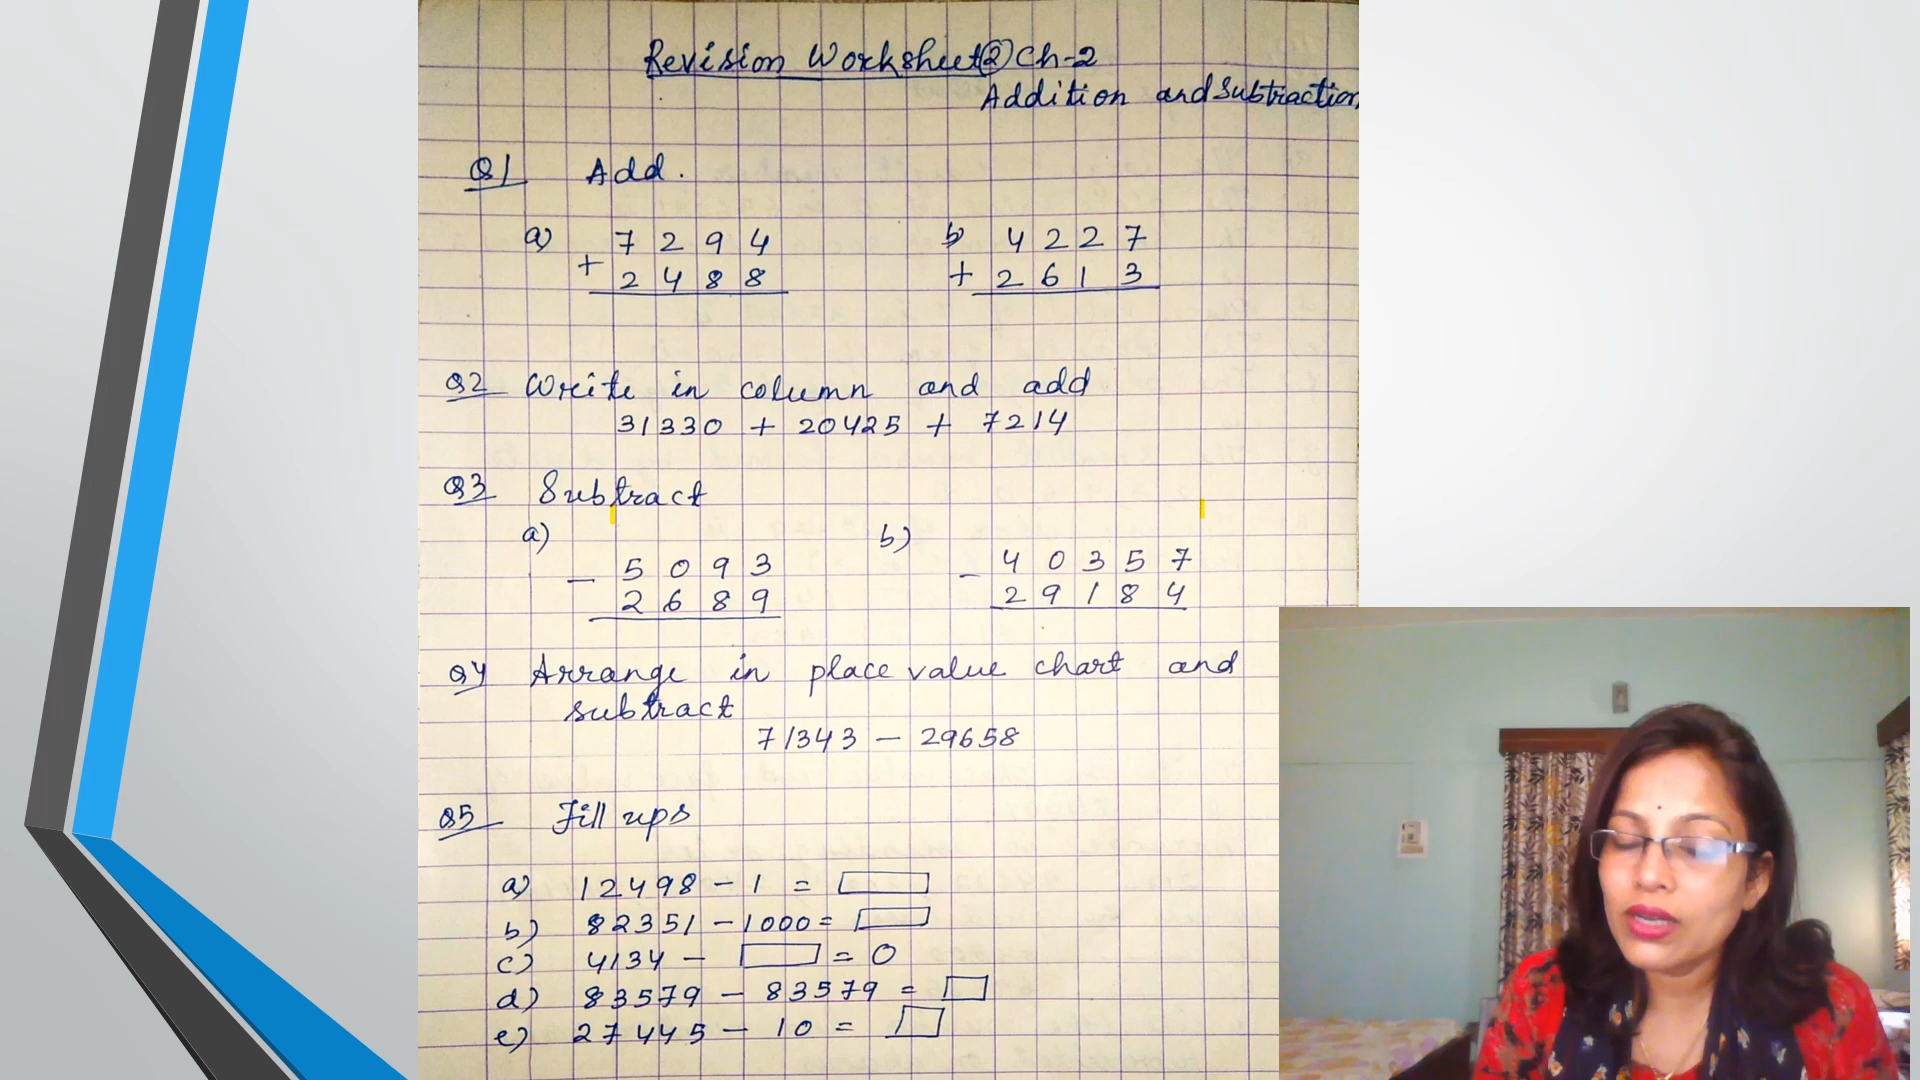 Revision Worksheet ② Ch-2
Addition and Subtraction
Q1 Add.
a) 7 2 9 4
+ 2 4 8 8
b) 4 2 2 7
+ 2 6 1 3
Q2 Write in column and add
31330 + 20425 + 7214
Q3 Subtract
a)
5 0 9 3
− 2 6 8 9
b)
4 0 3 5 7
− 2 9 1 8 4
Q4 Arrange in place value chart and
subtract
71343 − 29658
Q5 Fill ups
a) 12498 − 1 =
b) 82351 − 1000 =
c) 4134 − = 0
d) 83579 − 83579 =
e) 27445 − 10 =